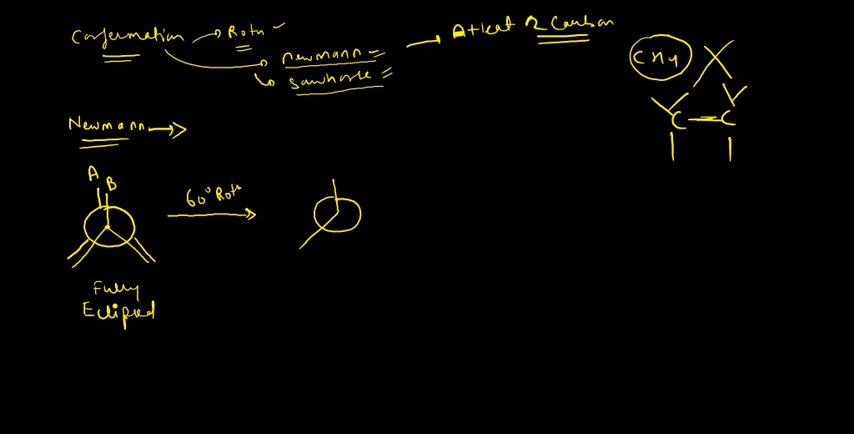 Conformation → Rotn
newmann
sawhorse
→ Atleast 2 Carbon
CH4
C C
Newmann →
A
B
60° Rotn
Fully
Eclipsed